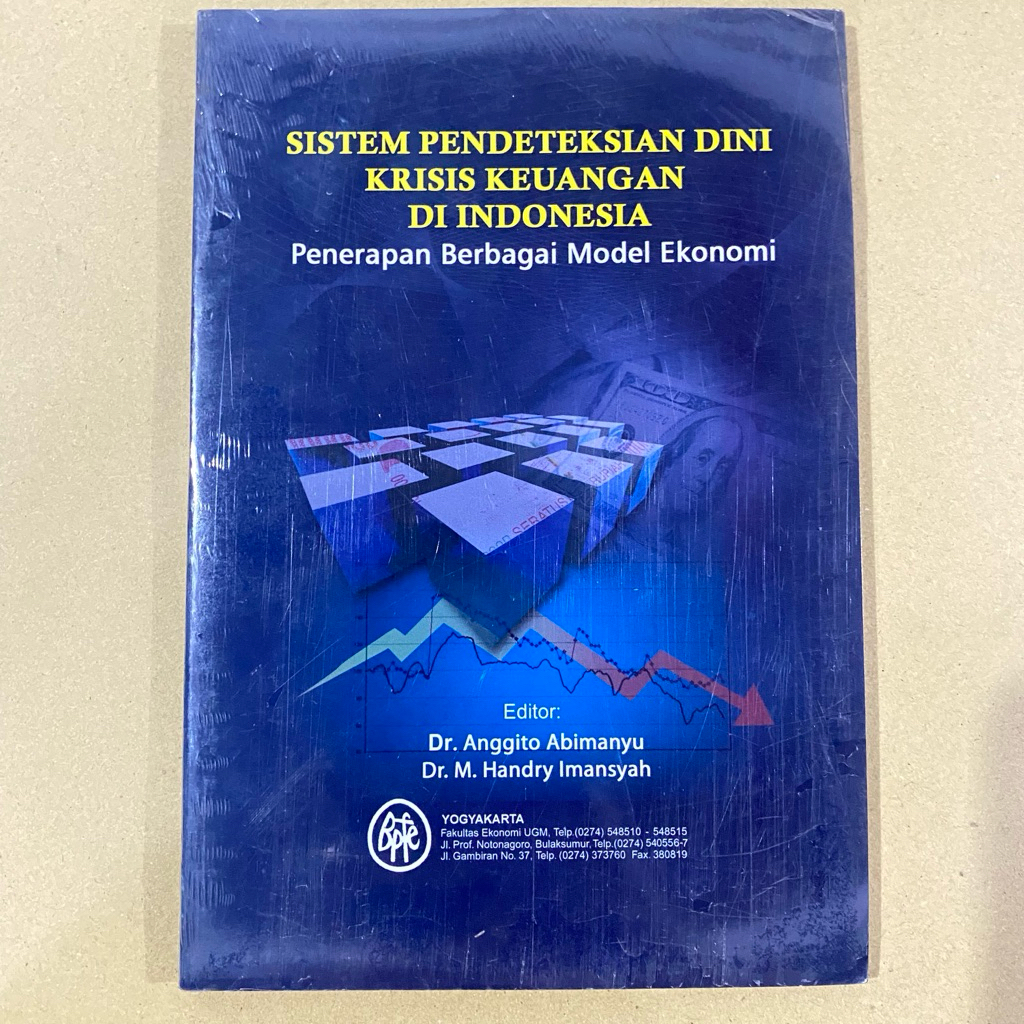 SISTEM PENDETEKSIAN DINI
KRISIS KEUANGAN
DI INDONESIA
Penerapan Berbagai Model Ekonomi
SERATUS
Editor:
Dr. Anggito Abimanyu
Dr. M. Handry Imansyah
Bpfe
YOGYAKARTA
Fakultas Ekonomi UGM, Telp.(0274) 548510 - 548515
Jl. Prof. Notonagoro, Bulaksumur, Telp.(0274) 540556-7
Jl. Gambiran No. 37, Telp. (0274) 373760 Fax. 380819